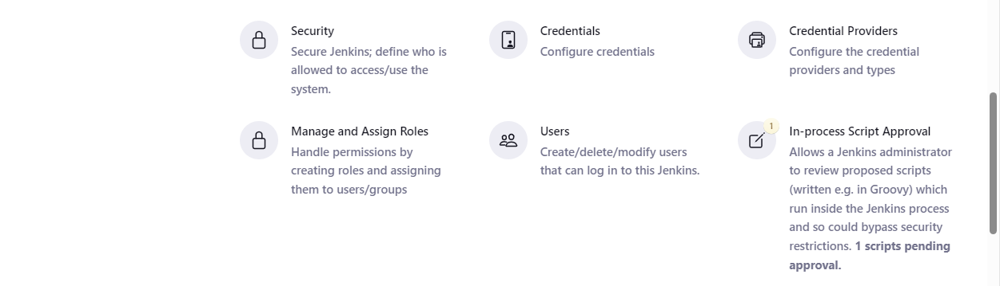 Security
Secure Jenkins; define who is
allowed to access/use the
system.
Credentials
Configure credentials
Credential Providers
Configure the credential
providers and types
Manage and Assign Roles
Handle permissions by
creating roles and assigning
them to users/groups
Users
Create/delete/modify users
that can log in to this Jenkins.
1
In-process Script Approval
Allows a Jenkins administrator
to review proposed scripts
(written e.g. in Groovy) which
run inside the Jenkins process
and so could bypass security
restrictions. 1 scripts pending
approval.